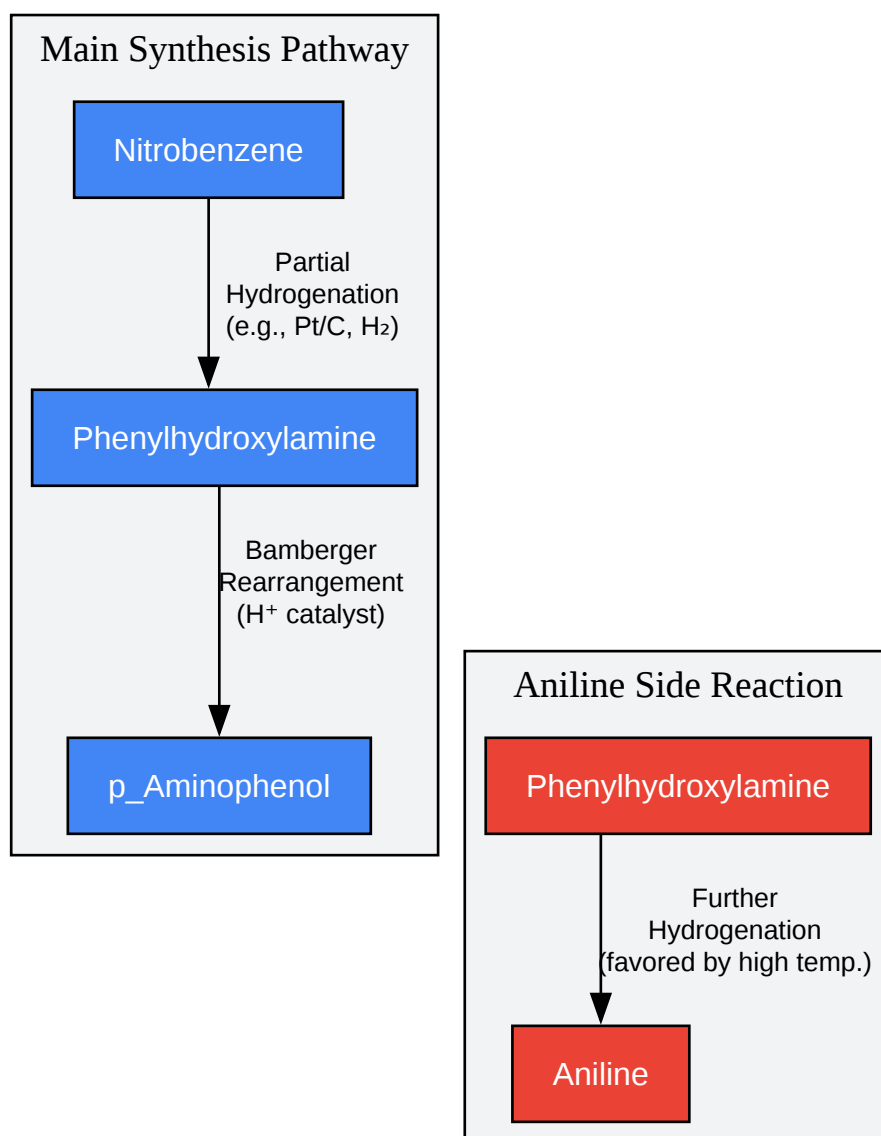 Main Synthesis Pathway
Nitrobenzene
Partial
Hydrogenation
(e.g., Pt/C, H₂)
Phenylhydroxylamine
Bamberger
Rearrangement
(H⁺ catalyst)
p_Aminophenol
Aniline Side Reaction
Phenylhydroxylamine
Further
Hydrogenation
(favored by high temp.)
Aniline